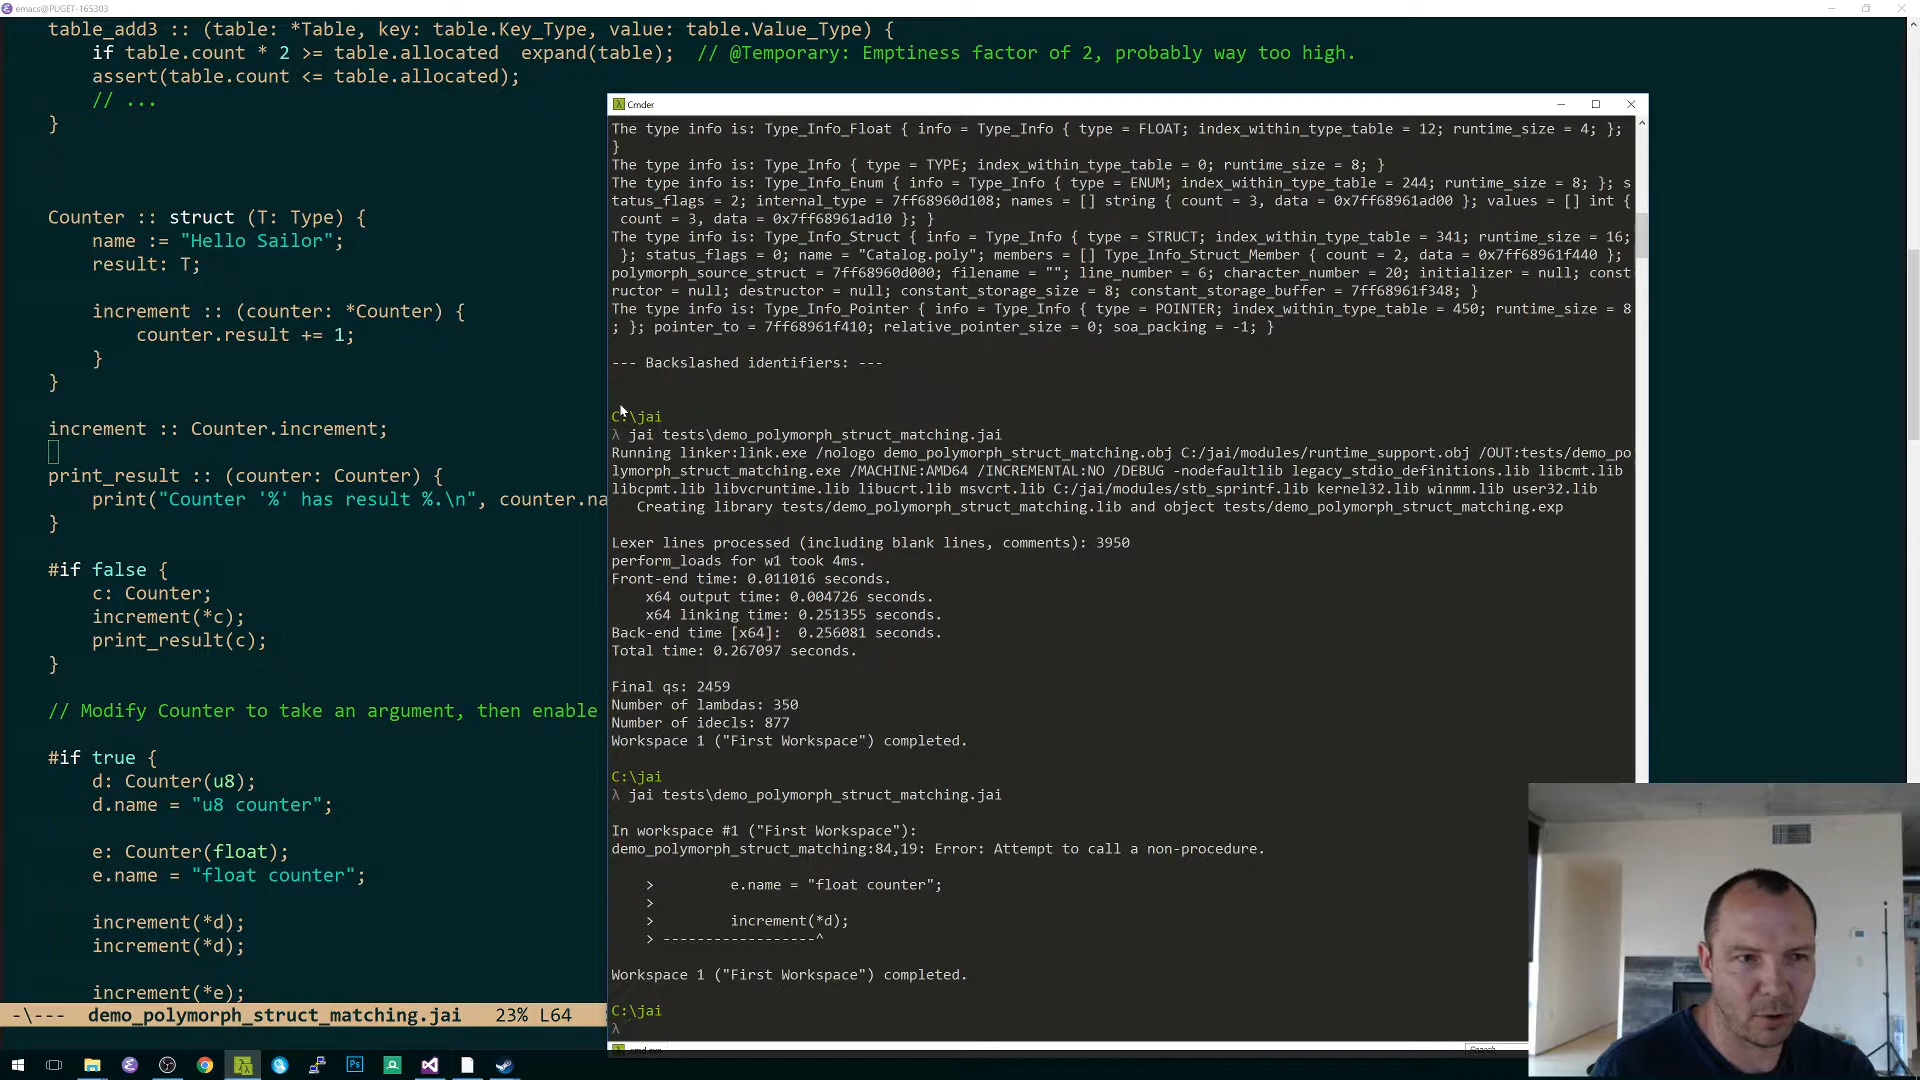 emacs@PUGET-165303
table_add3 :: (table: *Table, key: table.Key_Type, value: table.Value_Type) {
if table.count * 2 >= table.allocated  expand(table);  // @Temporary: Emptiness factor of 2, probably way too high.
assert(table.count <= table.allocated);
// ...
}
Counter :: struct (T: Type) {
name := "Hello Sailor";
result: T;
increment :: (counter: *Counter) {
counter.result += 1;
}
}
increment :: Counter.increment;
print_result :: (counter: Counter) {
print("Counter '%' has result %.\n", counter.na
}
#if false {
c: Counter;
increment(*c);
print_result(c);
}
// Modify Counter to take an argument, then enable
#if true {
d: Counter(u8);
d.name = "u8 counter";
e: Counter(float);
e.name = "float counter";
increment(*d);
increment(*d);
increment(*e);
-\---  demo_polymorph_struct_matching.jai   23% L64
Cmder
The type info is: Type_Info_Float { info = Type_Info { type = FLOAT; index_within_type_table = 12; runtime_size = 4; };
}
The type info is: Type_Info { type = TYPE; index_within_type_table = 0; runtime_size = 8; }
The type info is: Type_Info_Enum { info = Type_Info { type = ENUM; index_within_type_table = 244; runtime_size = 8; }; s
tatus_flags = 2; internal_type = 7ff68960d108; names = [] string { count = 3, data = 0x7ff68961ad00 }; values = [] int {
count = 3, data = 0x7ff68961ad10 }; }
The type info is: Type_Info_Struct { info = Type_Info { type = STRUCT; index_within_type_table = 341; runtime_size = 16;
}; status_flags = 0; name = "Catalog.poly"; members = [] Type_Info_Struct_Member { count = 2, data = 0x7ff68961f440 };
polymorph_source_struct = 7ff68960d000; filename = ""; line_number = 6; character_number = 20; initializer = null; const
ructor = null; destructor = null; constant_storage_size = 8; constant_storage_buffer = 7ff68961f348; }
The type info is: Type_Info_Pointer { info = Type_Info { type = POINTER; index_within_type_table = 450; runtime_size = 8
; }; pointer_to = 7ff68961f410; relative_pointer_size = 0; soa_packing = -1; }
--- Backslashed identifiers: ---
C:\jai
λ jai tests\demo_polymorph_struct_matching.jai
Running linker:link.exe /nologo demo_polymorph_struct_matching.obj C:/jai/modules/runtime_support.obj /OUT:tests/demo_po
lymorph_struct_matching.exe /MACHINE:AMD64 /INCREMENTAL:NO /DEBUG -nodefaultlib legacy_stdio_definitions.lib libcmt.lib
libcpmt.lib libvcruntime.lib libucrt.lib msvcrt.lib C:/jai/modules/stb_sprintf.lib kernel32.lib winmm.lib user32.lib
Creating library tests/demo_polymorph_struct_matching.lib and object tests/demo_polymorph_struct_matching.exp
Lexer lines processed (including blank lines, comments): 3950
perform_loads for w1 took 4ms.
Front-end time: 0.011016 seconds.
x64 output time: 0.004726 seconds.
x64 linking time: 0.251355 seconds.
Back-end time [x64]:  0.256081 seconds.
Total time: 0.267097 seconds.
Final qs: 2459
Number of lambdas: 350
Number of idecls: 877
Workspace 1 ("First Workspace") completed.
C:\jai
λ jai tests\demo_polymorph_struct_matching.jai
In workspace #1 ("First Workspace"):
demo_polymorph_struct_matching:84,19: Error: Attempt to call a non-procedure.
>         e.name = "float counter";
>
>         increment(*d);
> ------------------^
Workspace 1 ("First Workspace") completed.
C:\jai
λ
cmd.exe
Search